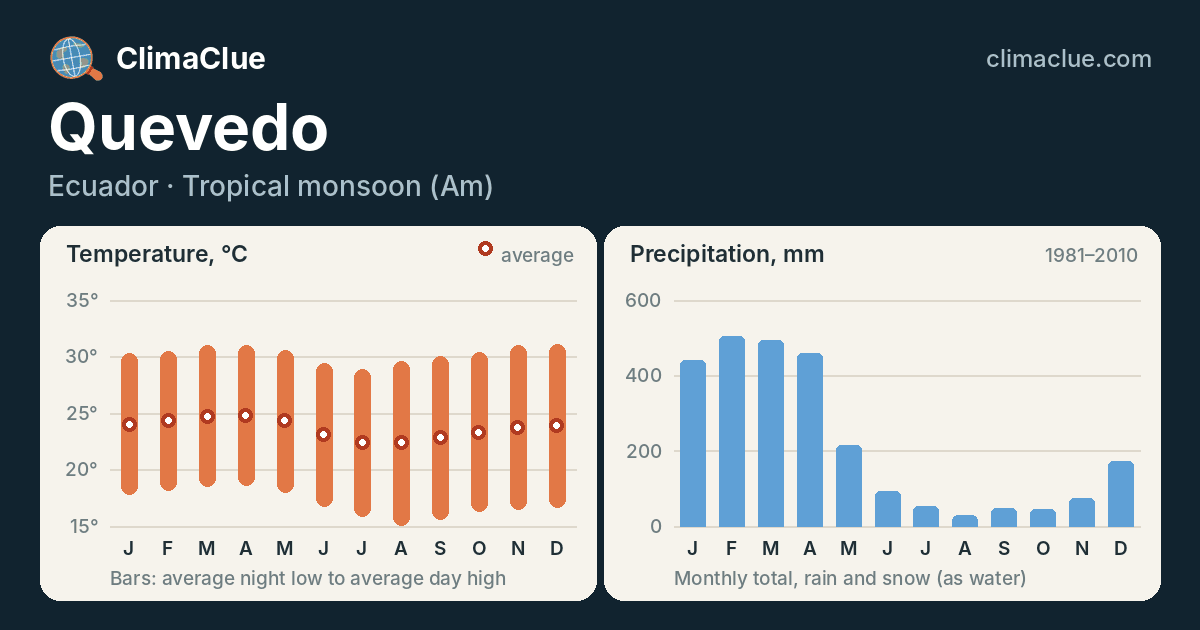 ClimaClue
climaclue.com
Quevedo
Ecuador · Tropical monsoon (Am)
Temperature, °C
average
35°
30°
25°
20°
15°
J F M A M J J A S O N D
Bars: average night low to average day high
Precipitation, mm
1981–2010
600
400
200
0
J F M A M J J A S O N D
Monthly total, rain and snow (as water)